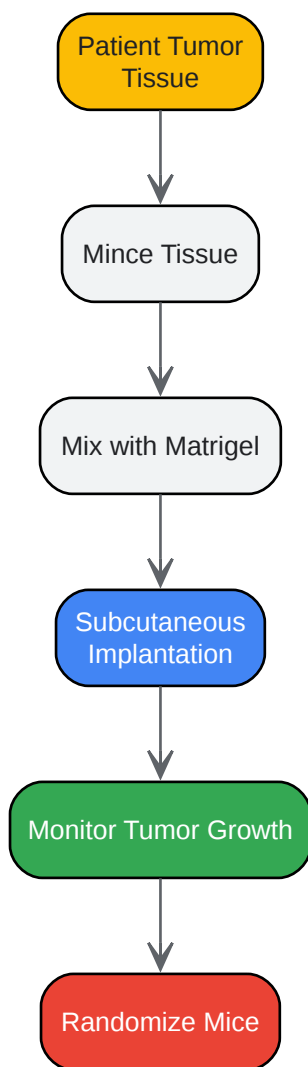 Patient Tumor
Tissue
Mince Tissue
Mix with Matrigel
Subcutaneous
Implantation
Monitor Tumor Growth
Randomize Mice